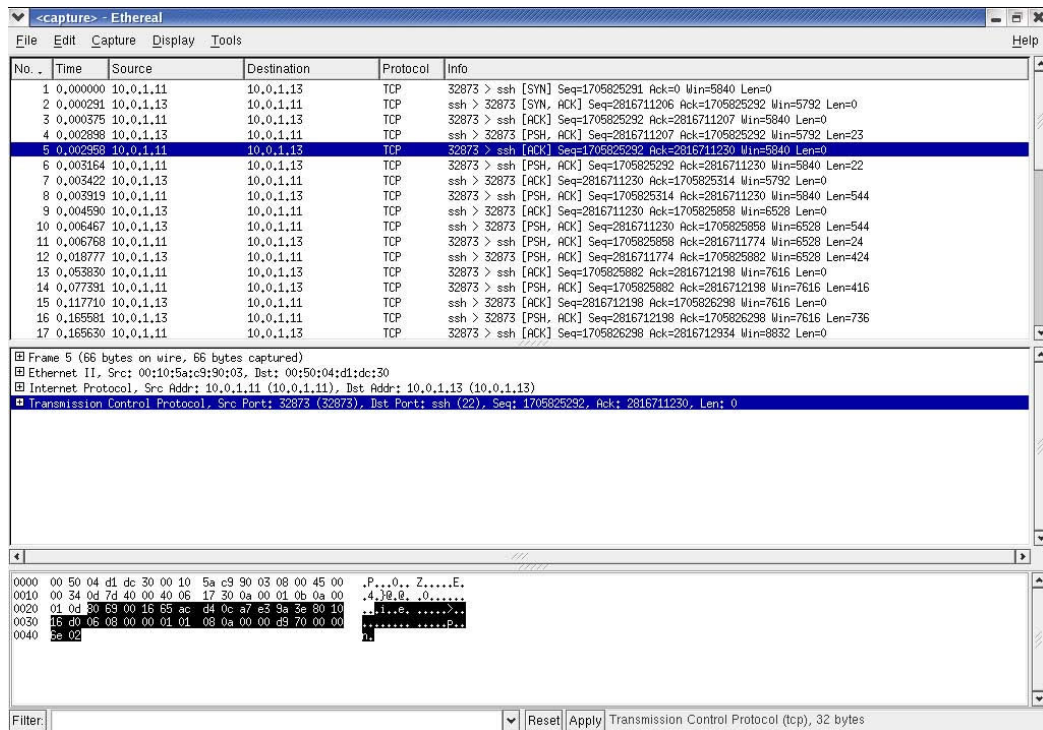 <capture> - Ethereal
File Edit Capture Display Tools Help
No. . Time Source Destination Protocol Info
1 0.000000 10.0.1.11 10.0.1.13 TCP 32873 > ssh [SYN] Seq=1705825291 Ack=0 Win=5840 Len=0
2 0.000291 10.0.1.13 10.0.1.11 TCP ssh > 32873 [SYN, ACK] Seq=2816711206 Ack=1705825292 Win=5792 Len=0
3 0.000375 10.0.1.11 10.0.1.13 TCP 32873 > ssh [ACK] Seq=1705825292 Ack=2816711207 Win=5840 Len=0
4 0.002898 10.0.1.13 10.0.1.11 TCP ssh > 32873 [PSH, ACK] Seq=2816711207 Ack=1705825292 Win=5792 Len=23
5 0.002958 10.0.1.11 10.0.1.13 TCP 32873 > ssh [ACK] Seq=1705825292 Ack=2816711230 Win=5840 Len=0
6 0.003164 10.0.1.11 10.0.1.13 TCP 32873 > ssh [PSH, ACK] Seq=1705825292 Ack=2816711230 Win=5840 Len=22
7 0.003422 10.0.1.13 10.0.1.11 TCP ssh > 32873 [ACK] Seq=2816711230 Ack=1705825314 Win=5792 Len=0
8 0.003919 10.0.1.11 10.0.1.13 TCP 32873 > ssh [PSH, ACK] Seq=1705825314 Ack=2816711230 Win=5840 Len=544
9 0.004590 10.0.1.13 10.0.1.11 TCP ssh > 32873 [ACK] Seq=2816711230 Ack=1705825858 Win=6528 Len=0
10 0.006467 10.0.1.13 10.0.1.11 TCP ssh > 32873 [PSH, ACK] Seq=2816711230 Ack=1705825858 Win=6528 Len=544
11 0.006768 10.0.1.11 10.0.1.13 TCP 32873 > ssh [PSH, ACK] Seq=1705825858 Ack=2816711774 Win=6528 Len=24
12 0.018777 10.0.1.13 10.0.1.11 TCP ssh > 32873 [PSH, ACK] Seq=2816711774 Ack=1705825882 Win=6528 Len=424
13 0.053830 10.0.1.11 10.0.1.13 TCP 32873 > ssh [ACK] Seq=1705825882 Ack=2816712198 Win=7616 Len=0
14 0.077391 10.0.1.11 10.0.1.13 TCP 32873 > ssh [PSH, ACK] Seq=1705825882 Ack=2816712198 Win=7616 Len=416
15 0.117710 10.0.1.13 10.0.1.11 TCP ssh > 32873 [ACK] Seq=2816712198 Ack=1705826298 Win=7616 Len=0
16 0.165581 10.0.1.13 10.0.1.11 TCP ssh > 32873 [PSH, ACK] Seq=2816712198 Ack=1705826298 Win=7616 Len=736
17 0.165630 10.0.1.11 10.0.1.13 TCP 32873 > ssh [ACK] Seq=1705826298 Ack=2816712934 Win=8832 Len=0
Frame 5 (66 bytes on wire, 66 bytes captured)
Ethernet II, Src: 00:10:5a:c9:90:03, Dst: 00:50:04:d1:dc:30
Internet Protocol, Src Addr: 10.0.1.11 (10.0.1.11), Dst Addr: 10.0.1.13 (10.0.1.13)
Transmission Control Protocol, Src Port: 32873 (32873), Dst Port: ssh (22), Seq: 1705825292, Ack: 2816711230, Len: 0
0000 00 50 04 d1 dc 30 00 10 5a c9 90 03 08 00 45 00 .P...0.. Z.....E.
0010 00 34 0d 7d 40 00 40 06 17 30 0a 00 01 0b 0a 00 .4.}@.@. .0......
0020 01 0d 80 69 00 16 65 ac d4 0c a7 e3 9a 3e 80 10 ...i..e. .....>..
0030 16 d0 06 08 00 00 01 01 08 0a 00 00 d9 70 00 00 ........ .....p..
0040 6e 02 n.
Filter: Reset Apply Transmission Control Protocol (tcp), 32 bytes